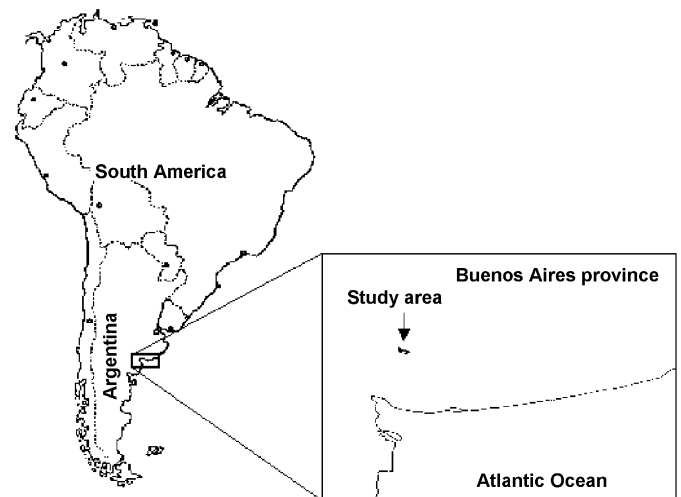 South America
Argentina
Buenos Aires province
Study area
Atlantic Ocean